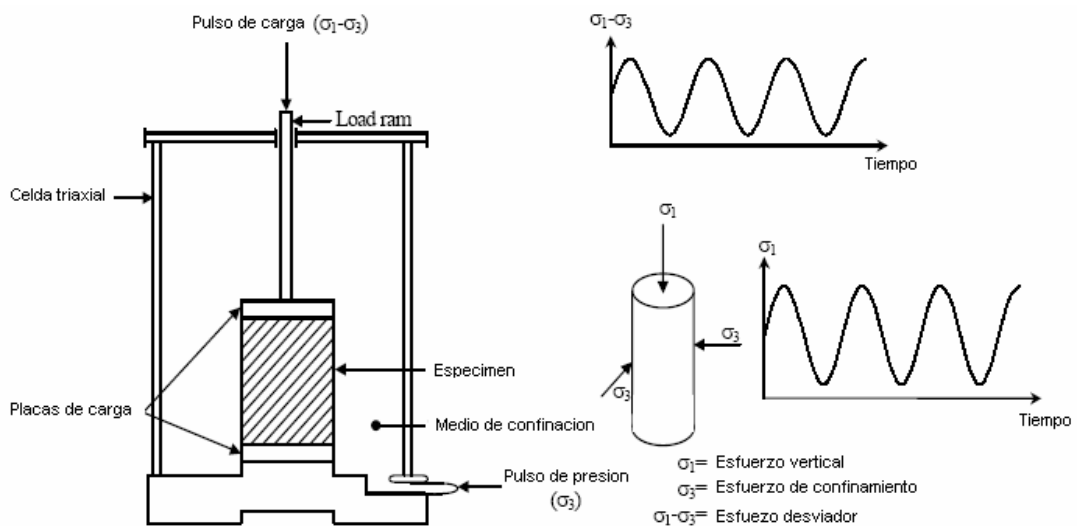 Pulso de carga (σ1-σ3)
Load ram
Celda triaxial
Placas de carga
Especimen
Medio de confinacion
Pulso de presion
(σ3)
σ1-σ3
Tiempo
σ1
σ3
σ3
σ1
Tiempo
σ1= Esfuerzo vertical
σ3= Esfuerzo de confinamiento
σ1-σ3= Esfuezo desviador